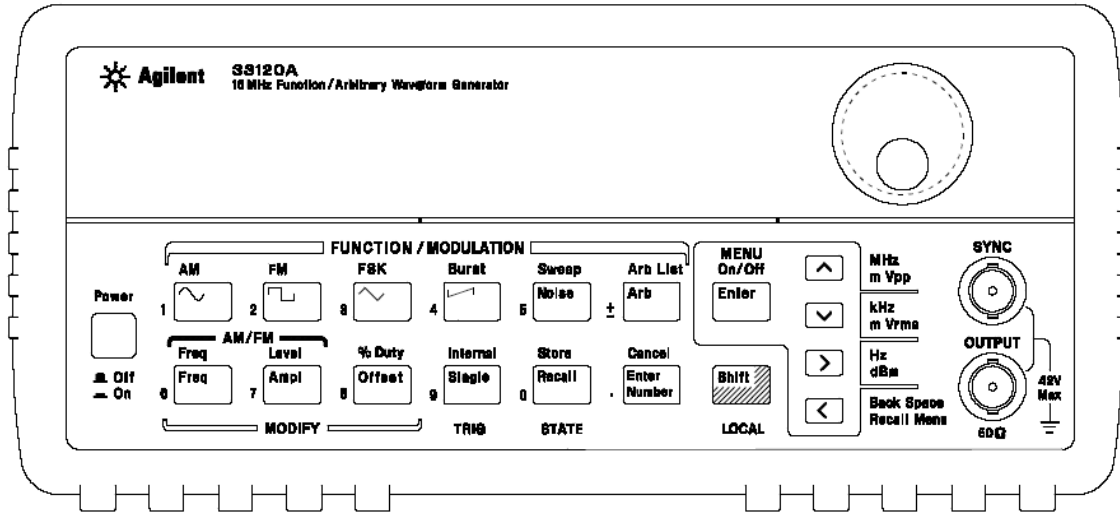 Agilent
33120A
15 MHz Function / Arbitrary Waveform Generator
FUNCTION / MODULATION
AM FM FSK Burst Sweep Arb List
1 2 3 4 5 Noise ± Arb
MENU
On/Off
Enter
MHz
m Vpp
kHz
m Vrms
Hz
dBm
Back Space
Recall Menu
SYNC
OUTPUT
42V
Max
50Ω
Power
Off
On
AM/FM
Freq Level % Duty Internal Store Cancel
6 Freq 7 Ampl 8 Offset 9 Single 0 Recall . Enter
Number
Shift
MODIFY TRIG STATE LOCAL